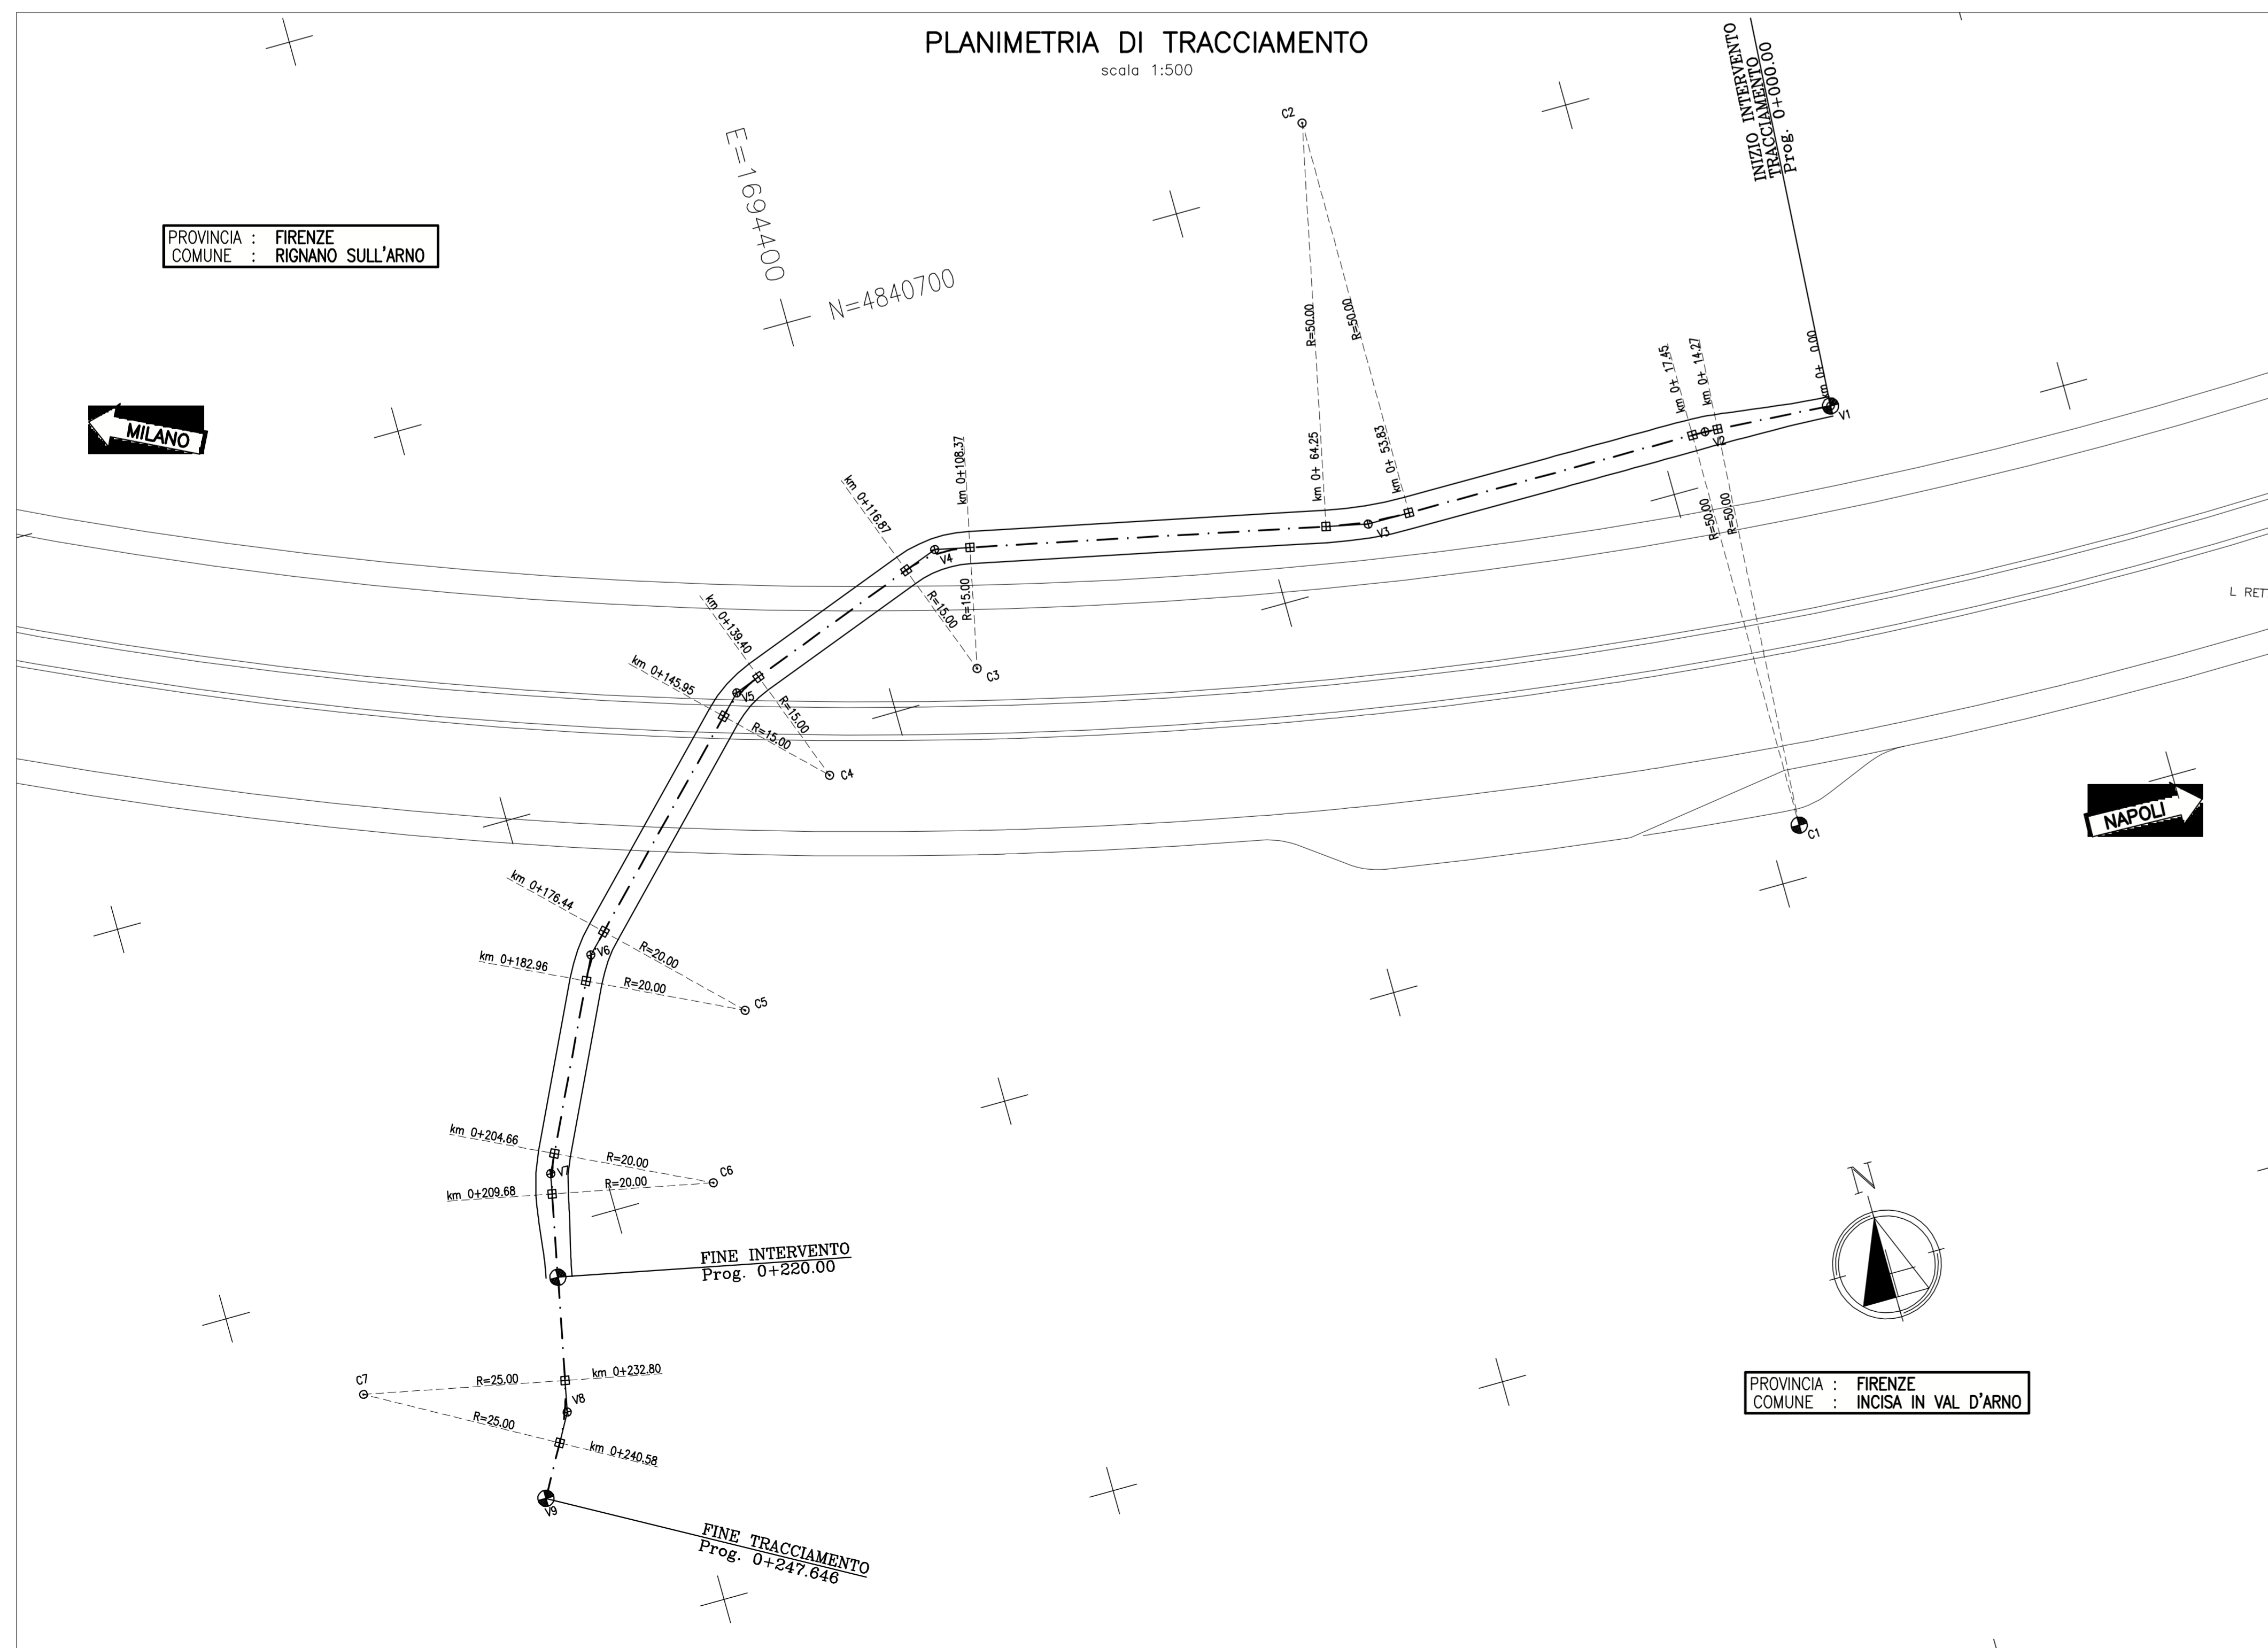 PLANIMETRIA DI TRACCIAMENTO
scala 1:500
INIZIO INTERVENTO
TRACCIAMENTO
Prog. 0+000.00
C2
E=1694400
N=4840700
PROVINCIA : FIRENZE
COMUNE : RIGNANO SULL'ARNO
MILANO
R=50.00
R=50.00
km 0+ 17.45
km 0+ 14.27
km 0+ 0.00
V1
V2
R=50.00
R=50.00
km 0+ 64.25
km 0+ 53.83
V3
km 0+108.37
km 0+116.87
V4
R=15.00
R=15.00
C3
L RET
km 0+139.40
km 0+145.95
V5
R=15.00
R=15.00
C4
NAPOLI
C1
km 0+176.44
V6
R=20.00
km 0+182.96
R=20.00
C5
km 0+204.66
R=20.00
V7
C6
km 0+209.68
R=20.00
N
FINE INTERVENTO
Prog. 0+220.00
C7
R=25.00
km 0+232.80
V8
R=25.00
km 0+240.58
PROVINCIA : FIRENZE
COMUNE : INCISA IN VAL D'ARNO
V9
FINE TRACCIAMENTO
Prog. 0+247.646